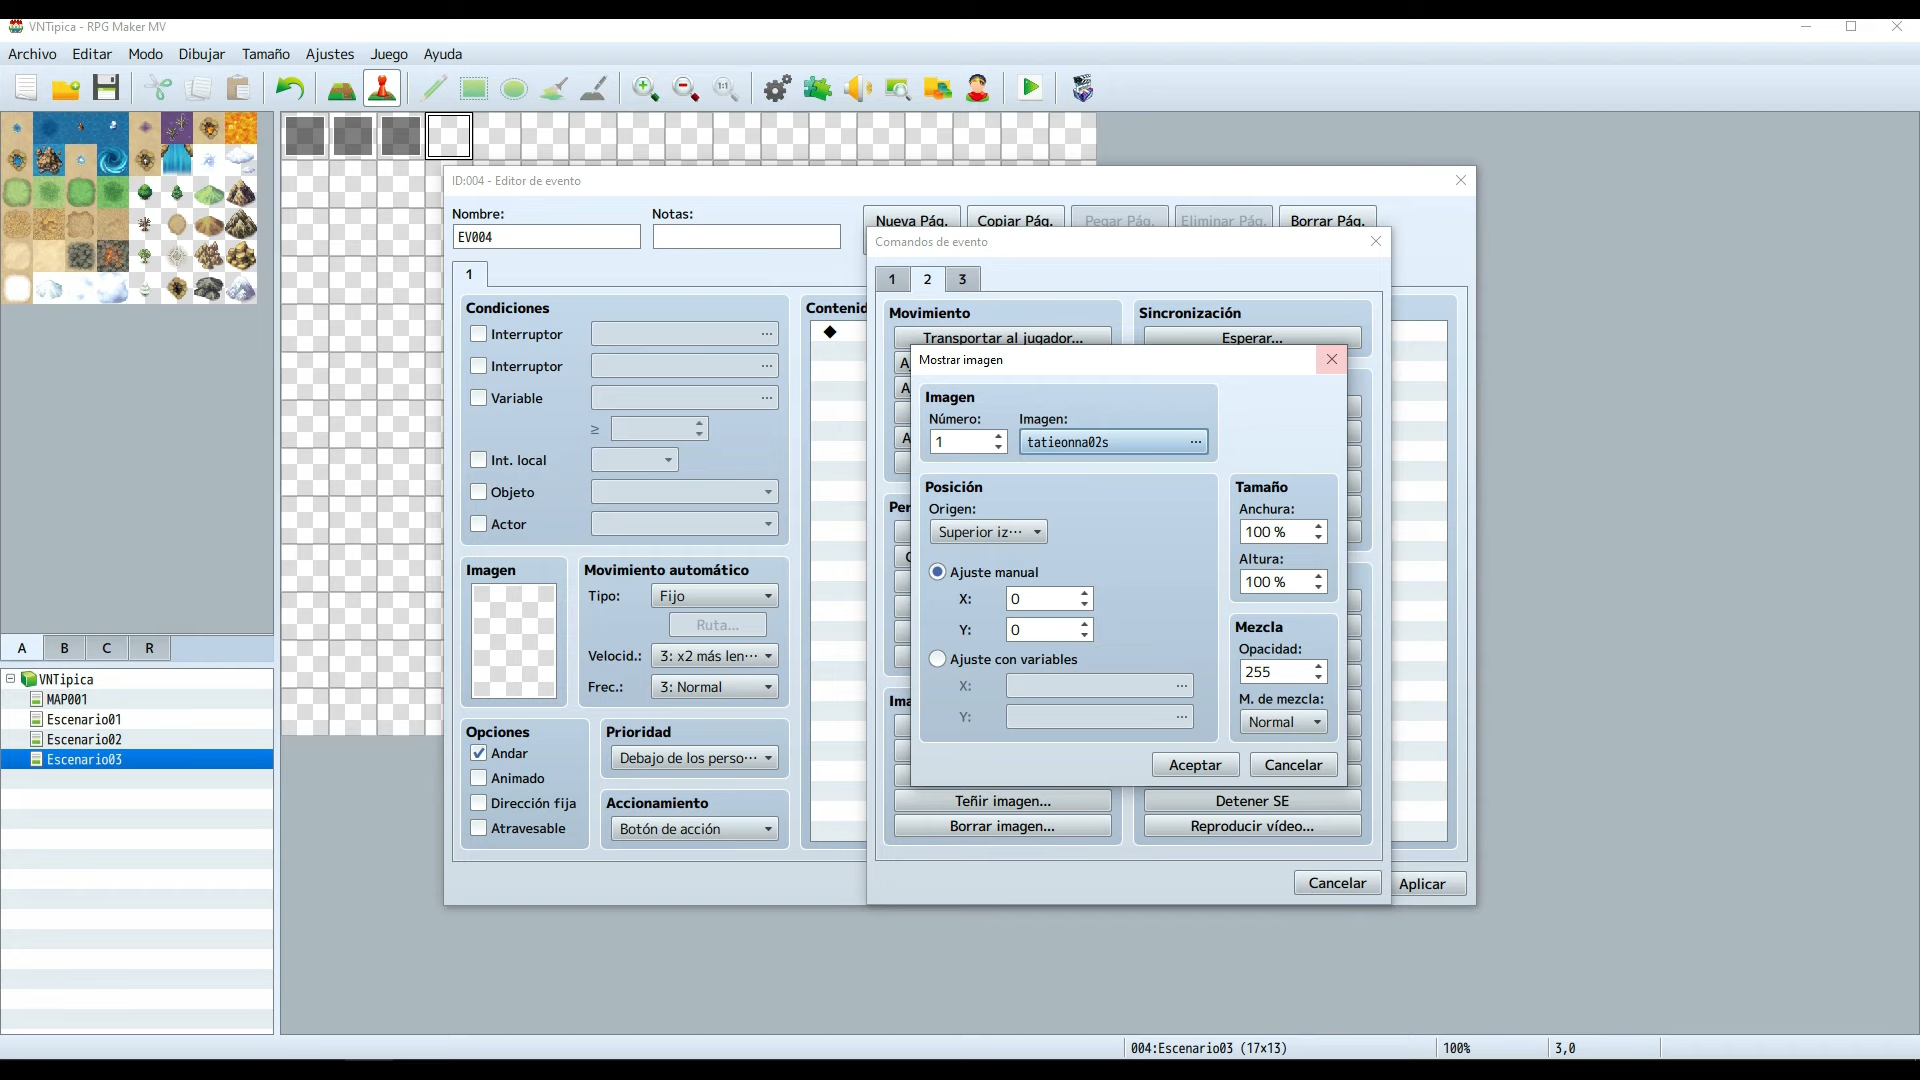 VNTipica - RPG Maker MV
Archivo Editar Modo Dibujar Tamaño Ajustes Juego Ayuda
1:1
ID:004 - Editor de evento
Nombre: Notas:
EV004
Nueva Pág. Copiar Pág. Pegar Pág. Eliminar Pág. Borrar Pág.
1
Condiciones
Interruptor ...
Interruptor ...
Variable ...
≥
Int. local
Objeto
Actor
Imagen
Movimiento automático
Tipo: Fijo
Ruta...
Velocid.: 3: x2 más len···
Frec.: 3: Normal
Opciones
Andar
Animado
Dirección fija
Atravesable
Prioridad
Debajo de los perso···
Accionamiento
Botón de acción
Contenid
◆
Comandos de evento
1 2 3
Movimiento
Transportar al jugador...
Sincronización
Esperar...
A
A
A
Per
C
Ima
Mostrar imagen
Imagen
Número: Imagen:
1 tatieonna02s ...
Posición
Origen:
Superior iz···
Ajuste manual
X: 0
Y: 0
Ajuste con variables
X: ...
Y: ...
Tamaño
Anchura:
100 %
Altura:
100 %
Mezcla
Opacidad:
255
M. de mezcla:
Normal
Aceptar Cancelar
Teñir imagen... Detener SE
Borrar imagen... Reproducir vídeo...
Cancelar Aplicar
A B C R
VNTipica
MAP001
Escenario01
Escenario02
Escenario03
004:Escenario03 (17x13) 100% 3,0